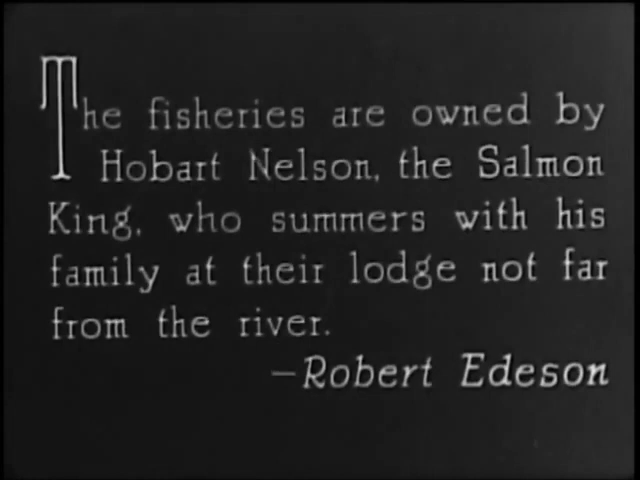 The fisheries are owned by
Hobart Nelson, the Salmon
King, who summers with his
family at their lodge not far
from the river.
—Robert Edeson